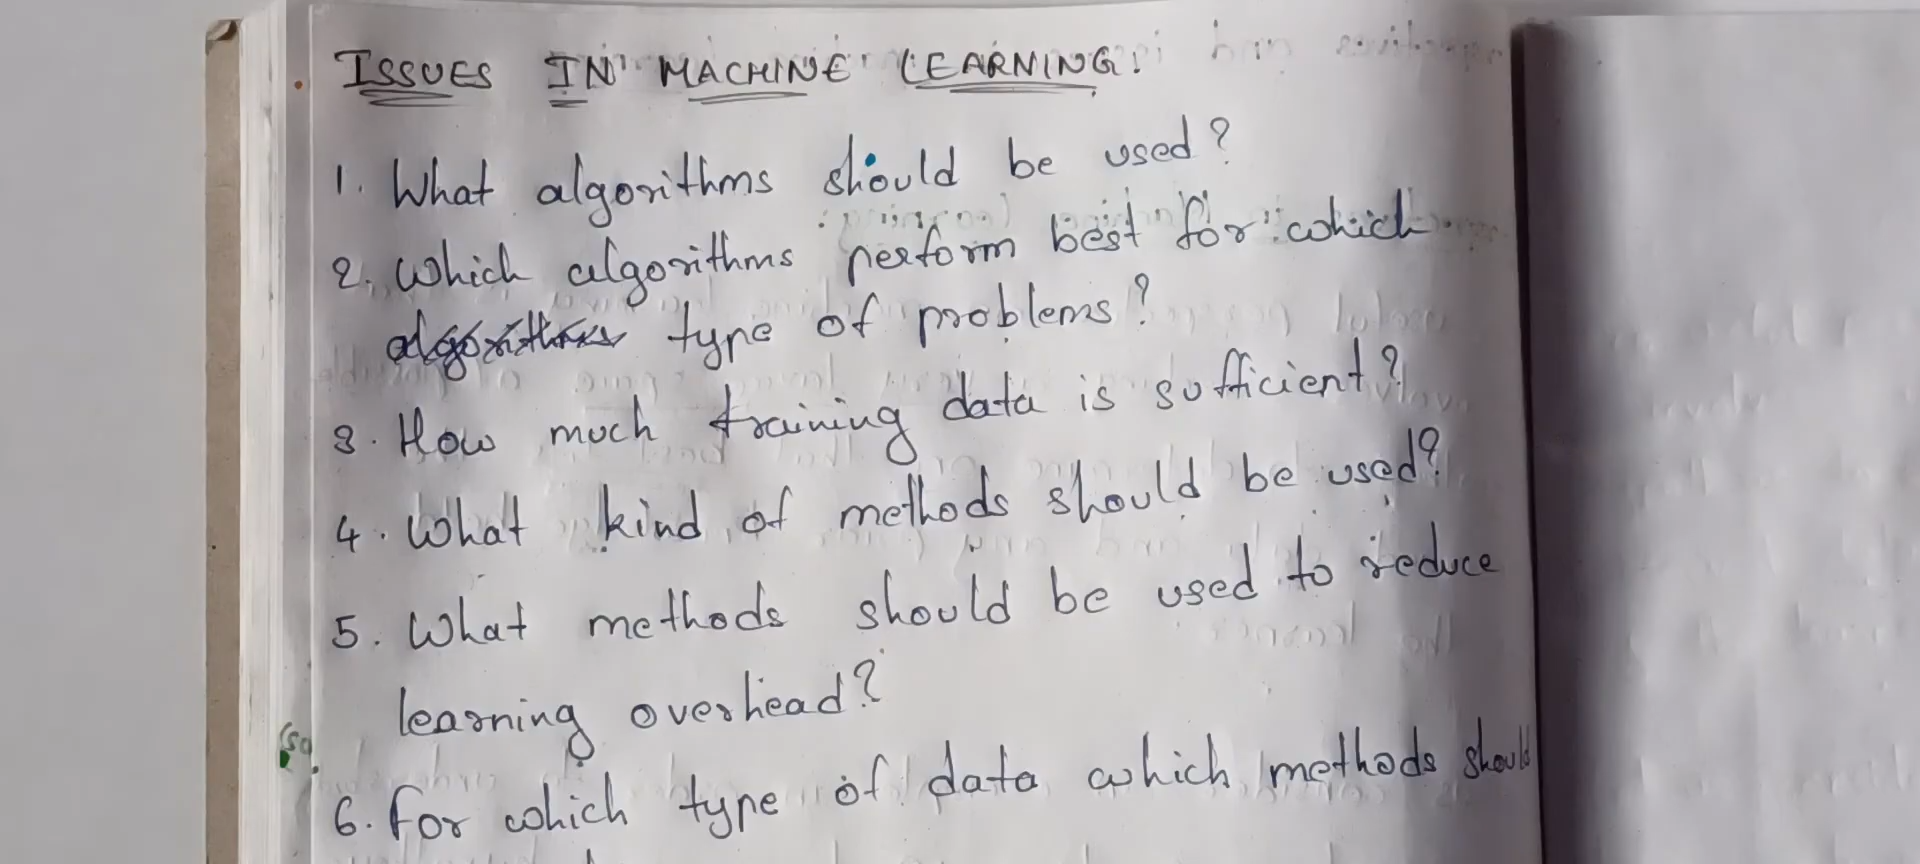 ISSUES IN MACHINE LEARNING:
1. What algorithms should be used?
2. Which algorithms perform best for which
algorithms type of problems?
3. How much training data is sufficient?
4. What kind of methods should be used?
5. What methods should be used to reduce
learning overhead?
6. For which type of data which methods should